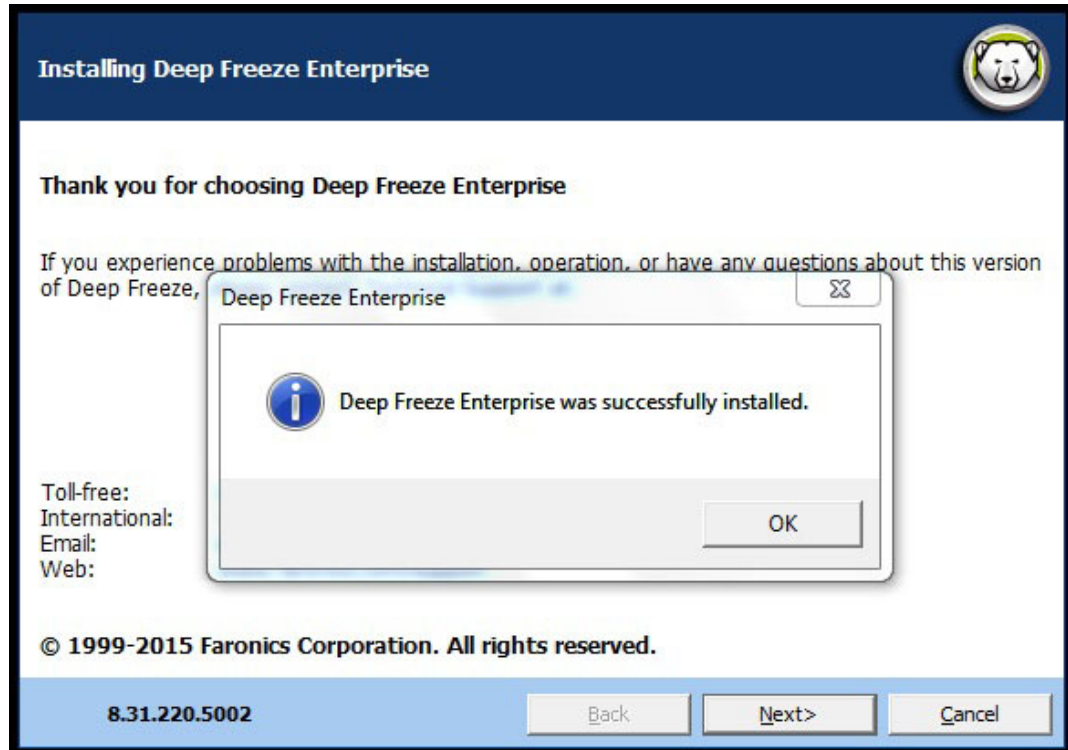 Installing Deep Freeze Enterprise
Thank you for choosing Deep Freeze Enterprise
If you experience problems with the installation, operation, or have any questions about this version
of Deep Freeze,
Deep Freeze Enterprise
Deep Freeze Enterprise was successfully installed.
OK
Toll-free:
International:
Email:
Web:
© 1999-2015 Faronics Corporation. All rights reserved.
8.31.220.5002
Back
Next>
Cancel